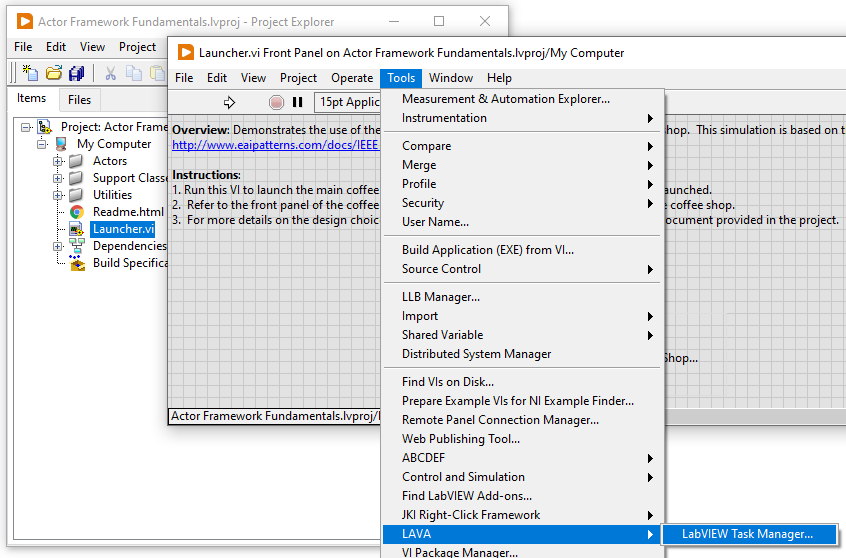 Actor Framework Fundamentals.lvproj - Project Explorer
File Edit View Project
Items Files
Project: Actor Frame
My Computer
Actors
Support Classe
Utilities
Readme.html
Launcher.vi
Dependencies
Build Specifica
Launcher.vi Front Panel on Actor Framework Fundamentals.lvproj/My Computer
File Edit View Project Operate Tools Window Help
15pt Applic
Overview: Demonstrates the use of the
hop. This simulation is based on t
http://www.eaipatterns.com/docs/IEEE
Instructions:
1. Run this VI to launch the main coffee
aunched.
2. Refer to the front panel of the coffee
e coffee shop.
3. For more details on the design choic
ocument provided in the project.
Shop...
Actor Framework Fundamentals.lvproj/
Measurement & Automation Explorer...
Instrumentation
Compare
Merge
Profile
Security
User Name...
Build Application (EXE) from VI...
Source Control
LLB Manager...
Import
Shared Variable
Distributed System Manager
Find VIs on Disk...
Prepare Example VIs for NI Example Finder...
Remote Panel Connection Manager...
Web Publishing Tool...
ABCDEF
Control and Simulation
Find LabVIEW Add-ons...
JKI Right-Click Framework
LAVA
LabVIEW Task Manager...
VI Package Manager...